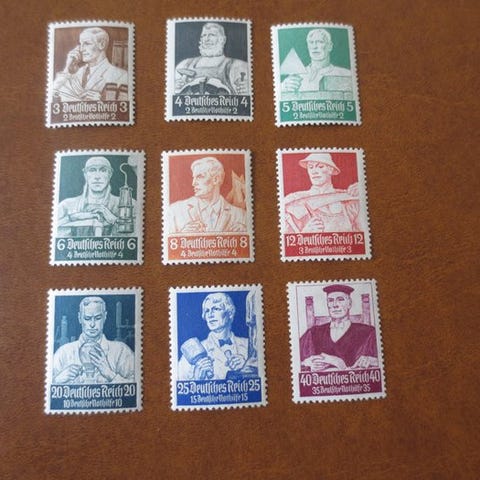 3 Deutsches Reich 3
2 Deutsche Nothilfe 2
4 Deutsches Reich 4
2 Deutsche Nothilfe 2
5 Deutsches Reich 5
2 Deutsche Nothilfe 2
6 Deutsches Reich 6
4 Deutsche Nothilfe 4
8 Deutsches Reich 8
4 Deutsche Nothilfe 4
12 Deutsches Reich 12
3 Deutsche Nothilfe 3
20 Deutsches Reich 20
10 Deutsche Nothilfe 10
25 Deutsches Reich 25
15 Deutsche Nothilfe 15
40 Deutsches Reich 40
35 Deutsche Nothilfe 35